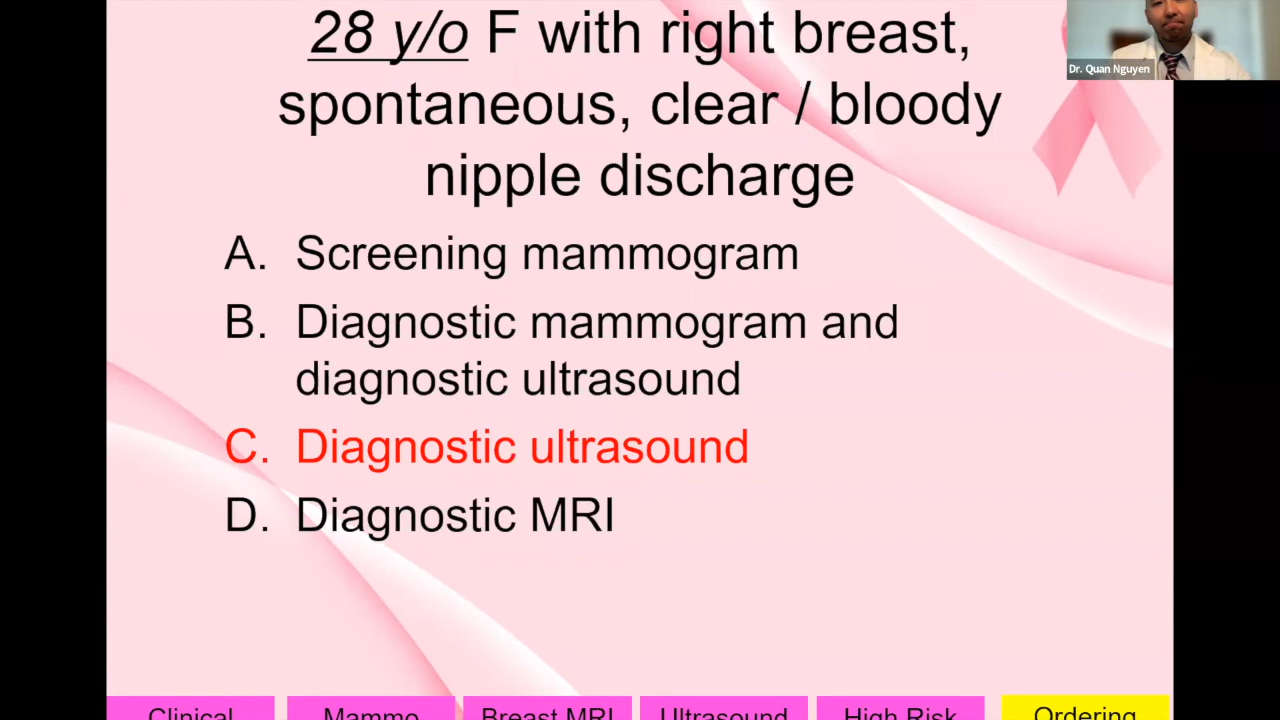 28 y/o F with right breast,
spontaneous, clear / bloody
nipple discharge
Dr. Quan Nguyen
A. Screening mammogram
B. Diagnostic mammogram and
diagnostic ultrasound
C. Diagnostic ultrasound
D. Diagnostic MRI
Clinical
Mammo
Breast MRI
Ultrasound
High Risk
Ordering